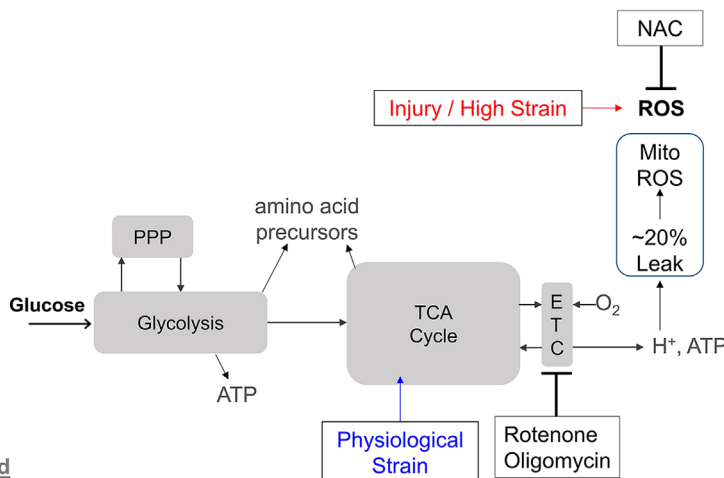 NAC
Injury / High Strain
ROS
Mito
ROS
~20%
Leak
amino acid
precursors
PPP
Glucose
Glycolysis
TCA
Cycle
E
T
C
O2
H+, ATP
ATP
Physiological
Strain
Rotenone
Oligomycin
d